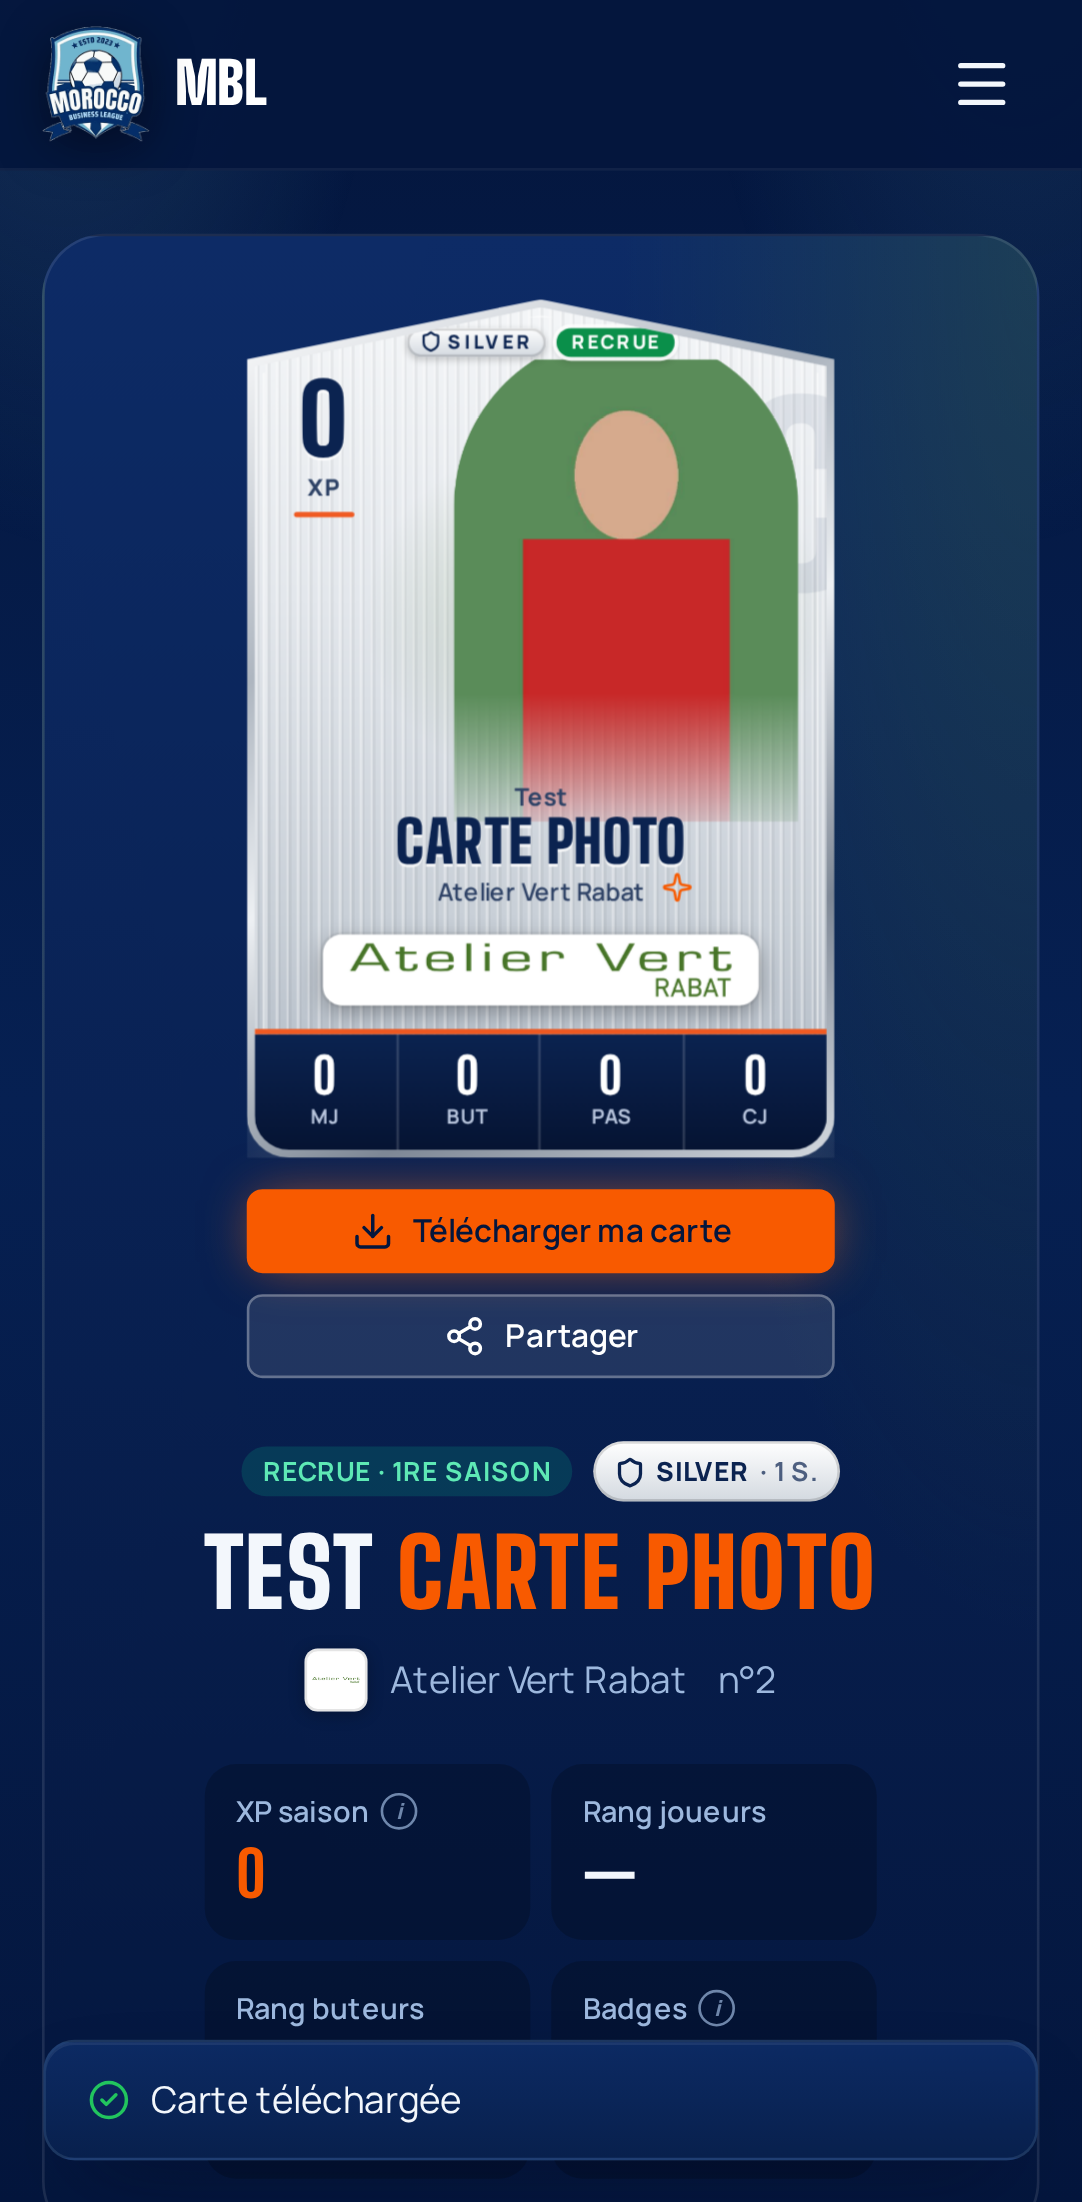 ESTD 2023
MOROCCO
BUSINESS LEAGUE
MBL
SILVER
RECRUE
0
XP
Test
CARTE PHOTO
Atelier Vert Rabat
Atelier Vert
RABAT
0 0 0 0
MJ BUT PAS CJ
Télécharger ma carte
Partager
RECRUE · 1RE SAISON
SILVER · 1 S.
TEST CARTE PHOTO
Atelier Vert Rabat n°2
XP saison i
0
Rang joueurs
—
Rang buteurs
Badges i
Carte téléchargée